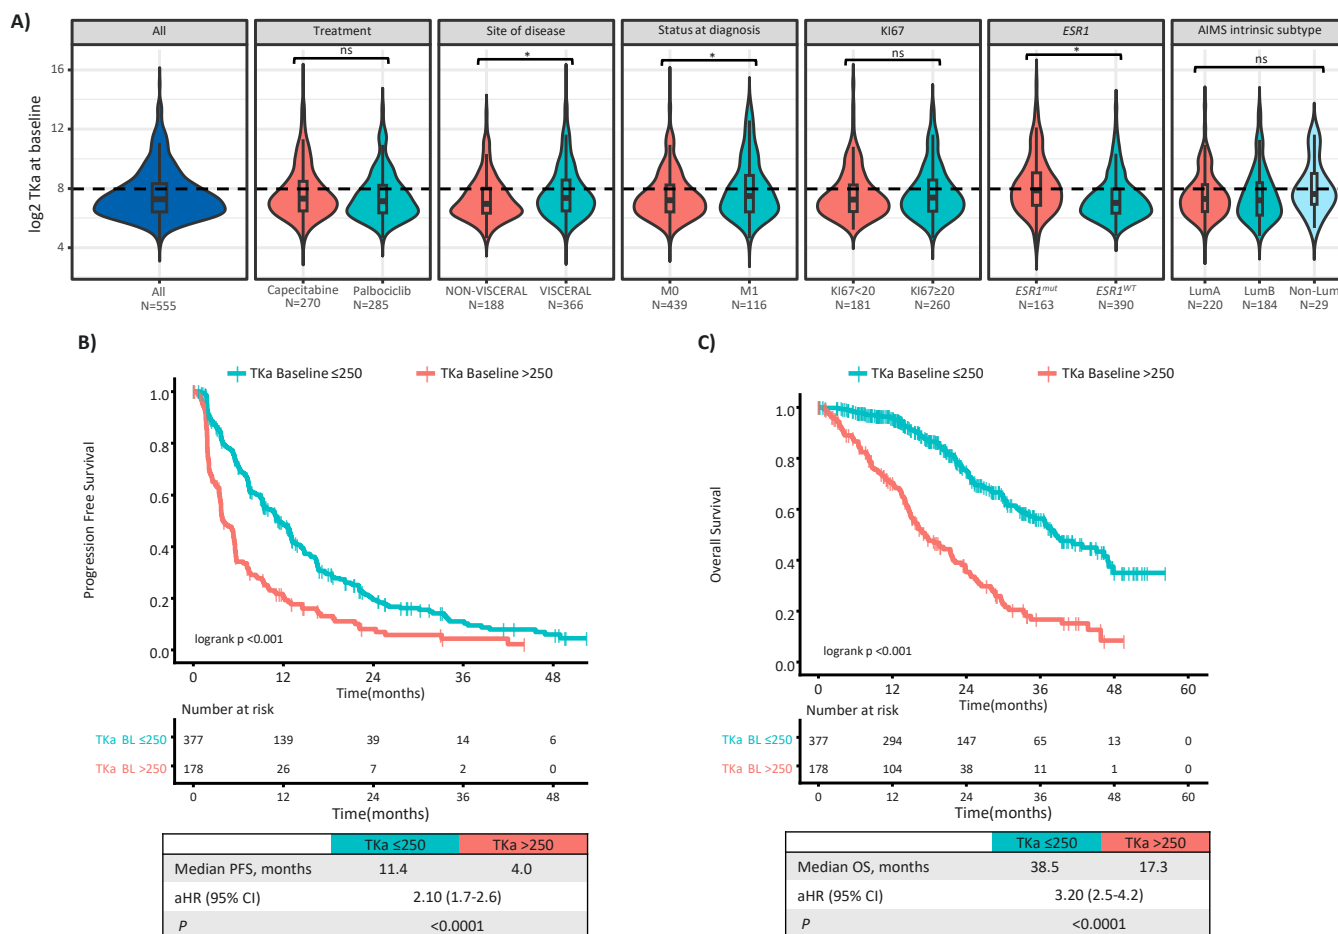 A)
All
Treatment
Site of disease
Status at diagnosis
KI67
ESR1
AIMS intrinsic subtype
log2 TKa at baseline
16
12
8
4
ns
*
*
ns
*
ns
All
N=555
Capecitabine
N=270
Palbociclib
N=285
NON-VISCERAL
N=188
VISCERAL
N=366
M0
N=439
M1
N=116
KI67<20
N=181
KI67≥20
N=260
ESR1mut
N=163
ESR1WT
N=390
LumA
N=220
LumB
N=184
Non-Lum
N=29
B)
TKa Baseline ≤250 TKa Baseline >250
Progression Free Survival
1.0
0.8
0.6
0.4
0.2
0.0
logrank p <0.001
0 12 24 36 48
Time(months)
Number at risk
TKa BL ≤250 377 139 39 14 6
TKa BL >250 178 26 7 2 0
0 12 24 36 48
Time(months)
TKa ≤250 TKa >250
Median PFS, months 11.4 4.0
aHR (95% CI) 2.10 (1.7-2.6)
P <0.0001
C)
TKa Baseline ≤250 TKa Baseline >250
Overall Survival
1.0
0.8
0.6
0.4
0.2
0.0
logrank p <0.001
0 12 24 36 48 60
Time(months)
Number at risk
TKa BL ≤250 377 294 147 65 13 0
TKa BL >250 178 104 38 11 1 0
0 12 24 36 48 60
Time(months)
TKa ≤250 TKa >250
Median OS, months 38.5 17.3
aHR (95% CI) 3.20 (2.5-4.2)
P <0.0001